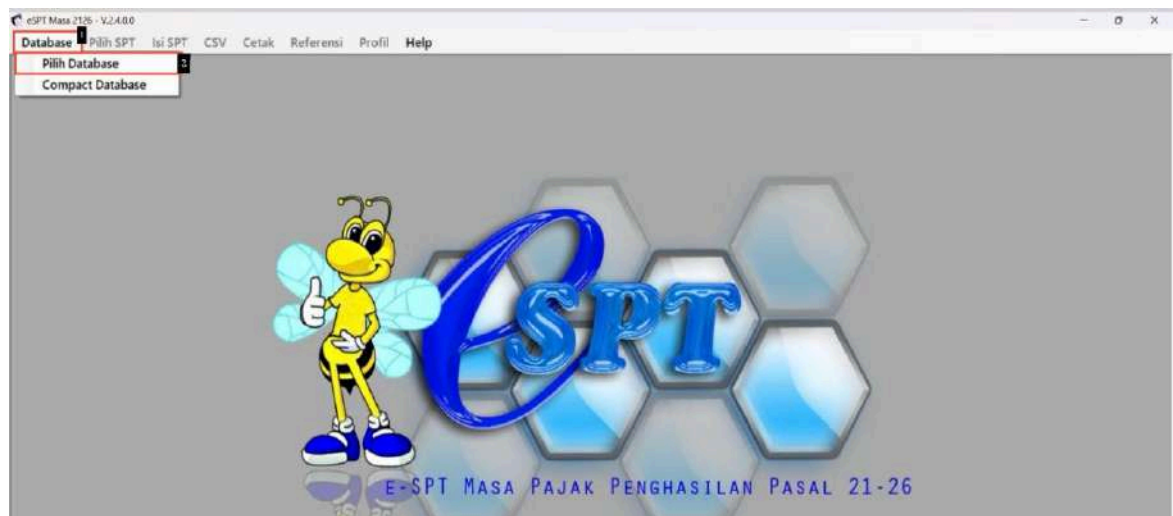 eSPT Masa 2126 - V.2.4.0.0
Database 1 Pilih SPT Isi SPT CSV Cetak Referensi Profil Help
Pilih Database 2
Compact Database
eSPT
e-SPT Masa Pajak Penghasilan Pasal 21-26